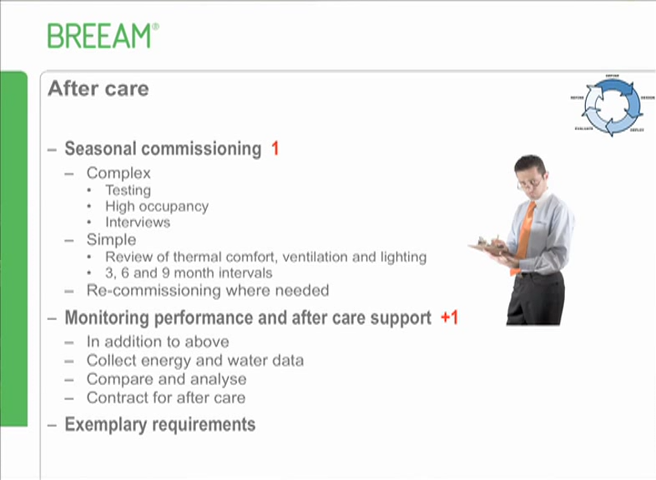 BREEAM®
After care
– Seasonal commissioning 1
– Complex
• Testing
• High occupancy
• Interviews
– Simple
• Review of thermal comfort, ventilation and lighting
• 3, 6 and 9 month intervals
– Re-commissioning where needed
– Monitoring performance and after care support +1
– In addition to above
– Collect energy and water data
– Compare and analyse
– Contract for after care
– Exemplary requirements